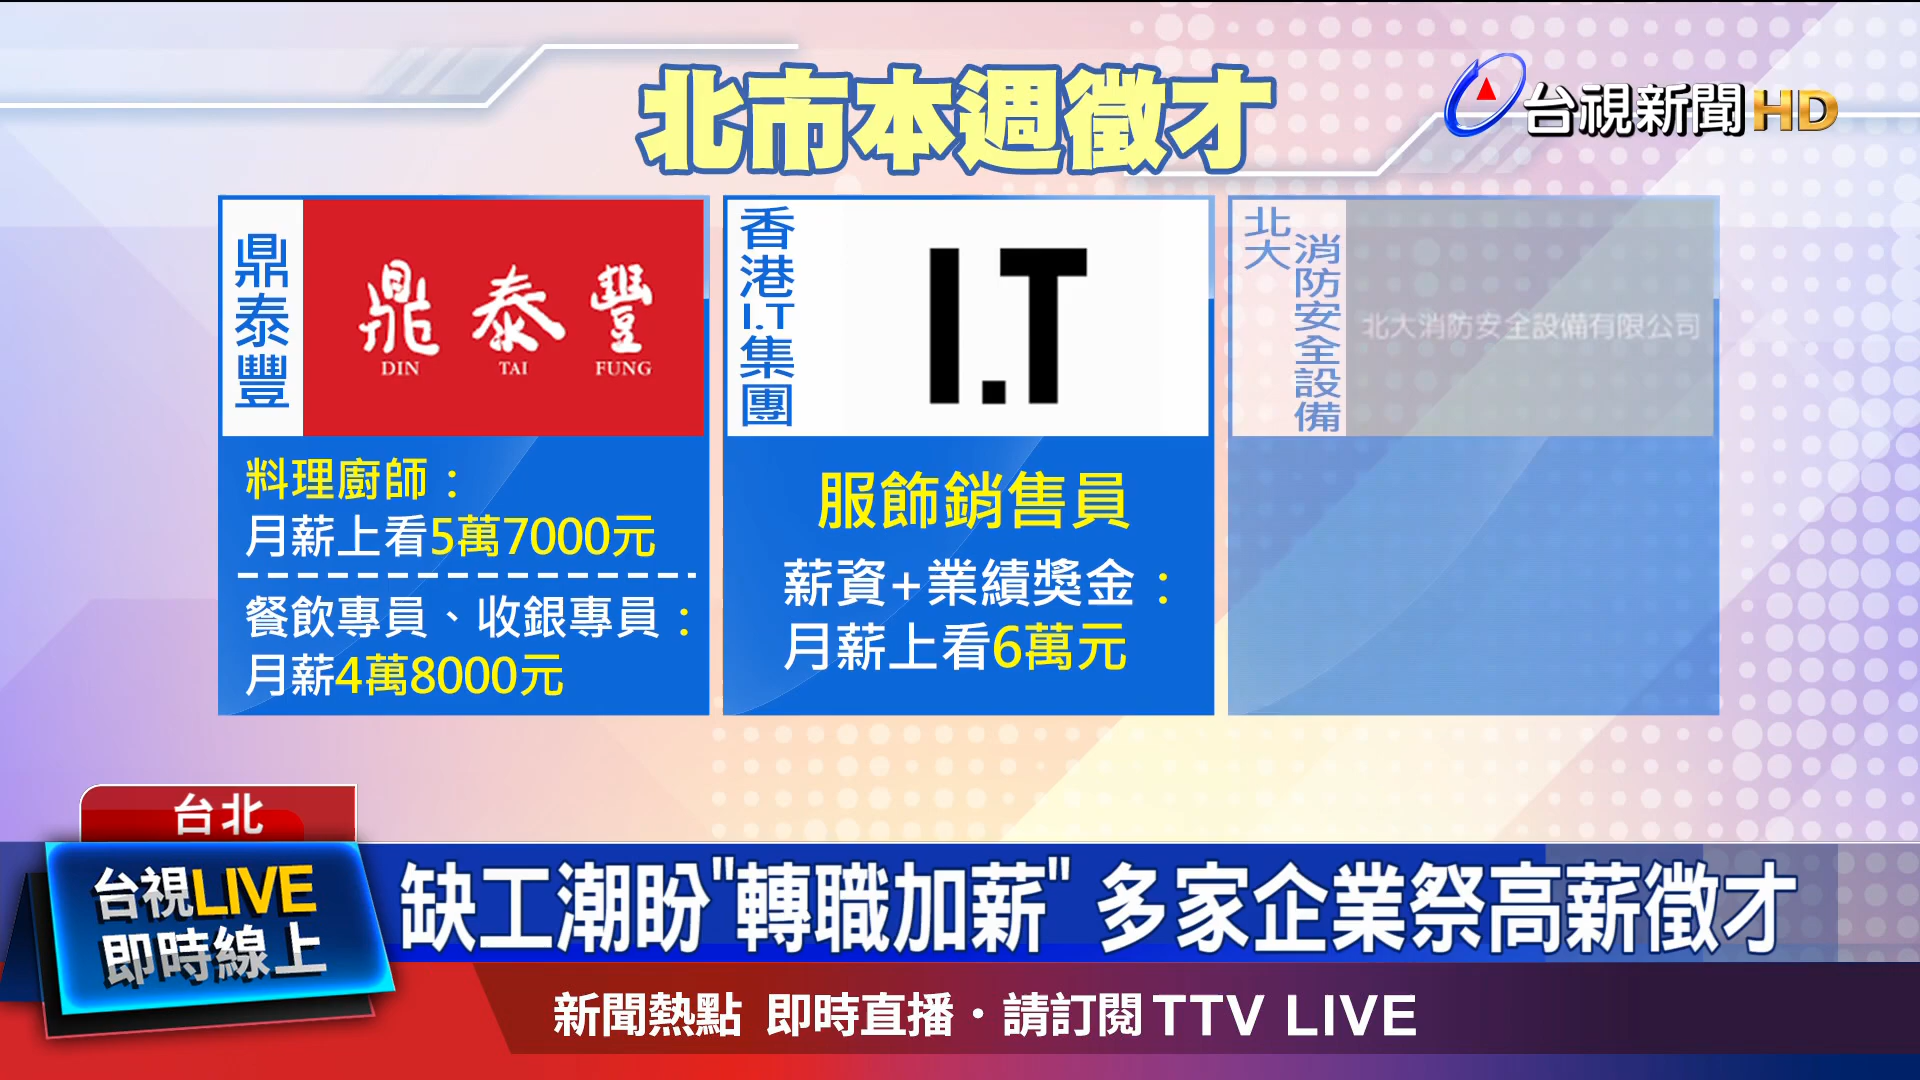 北市本週徵才
台視新聞HD
鼎泰豐
鼎 泰 豐
DIN TAI FUNG
料理廚師：
月薪上看5萬7000元
餐飲專員、收銀專員：
月薪4萬8000元
香港I.T集團
I.T
服飾銷售員
薪資+業績獎金：
月薪上看6萬元
北大
消防安全設備
北大消防安全設備有限公司
台北
台視LIVE
即時線上
缺工潮盼"轉職加薪" 多家企業祭高薪徵才
新聞熱點 即時直播・請訂閱TTV LIVE